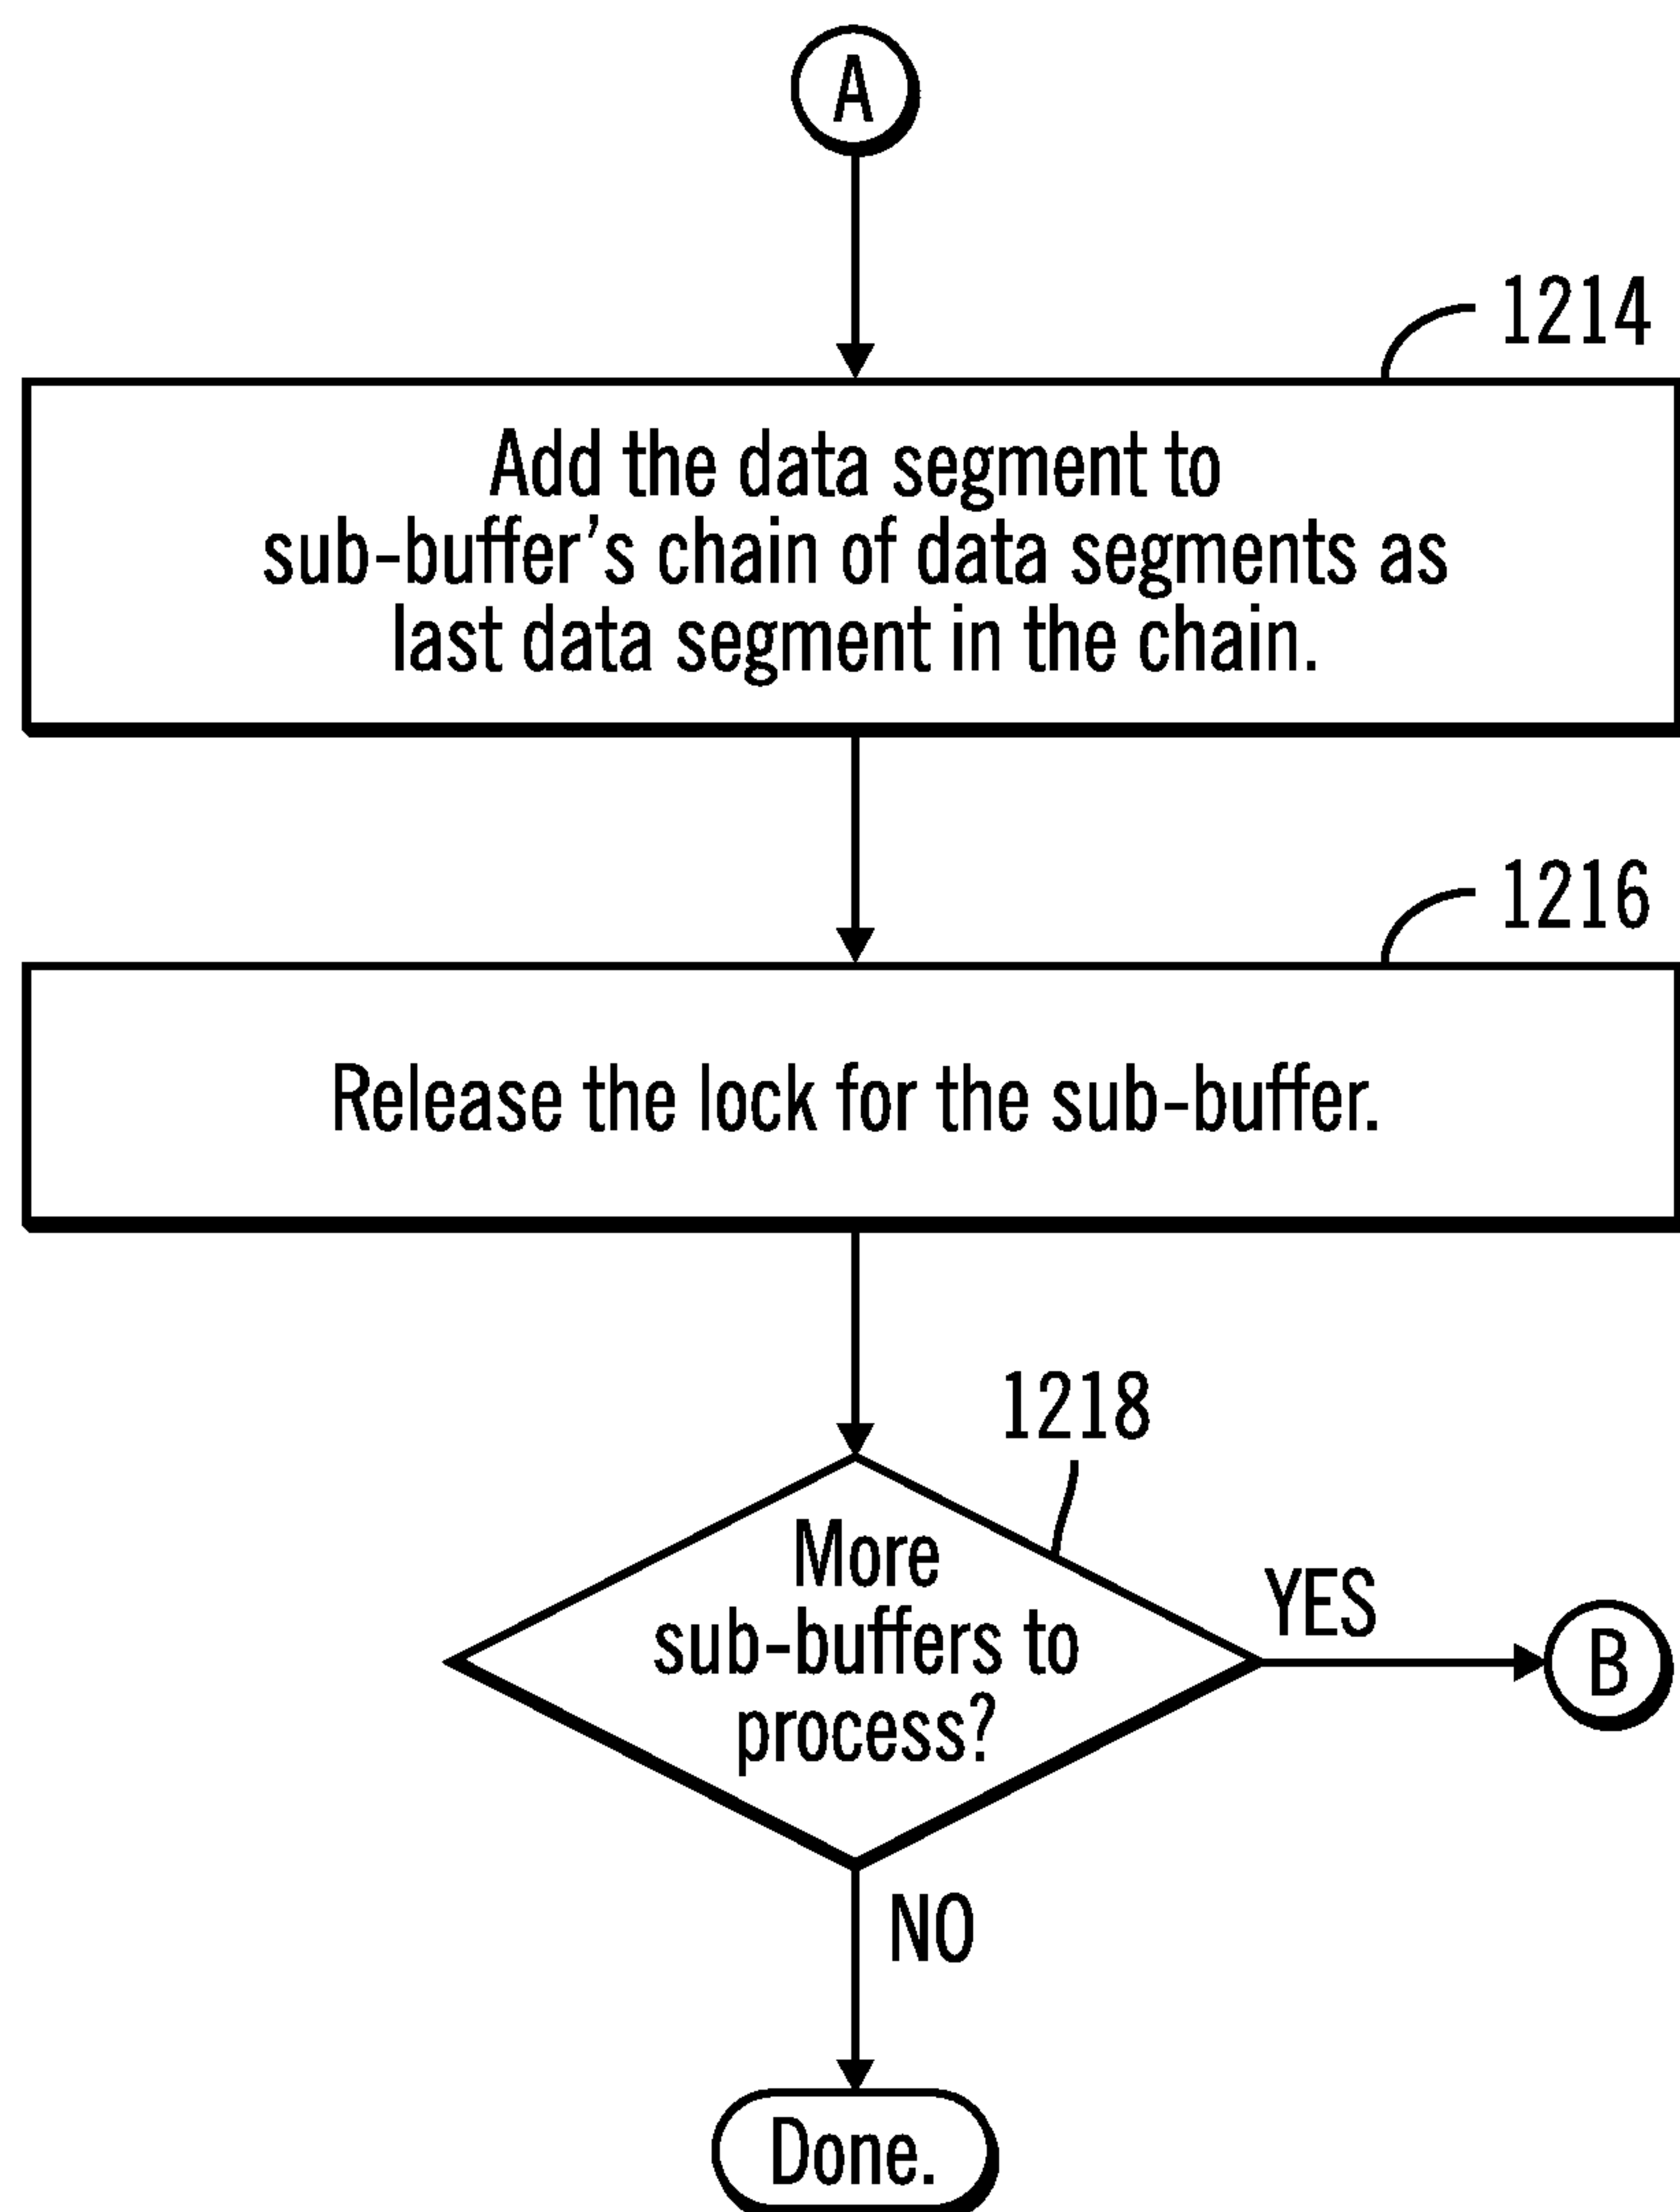 A
1214
Add the data segment to
sub-buffer's chain of data segments as
last data segment in the chain.
1216
Release the lock for the sub-buffer.
1218
More
sub-buffers to
process?
YES
B
NO
Done.